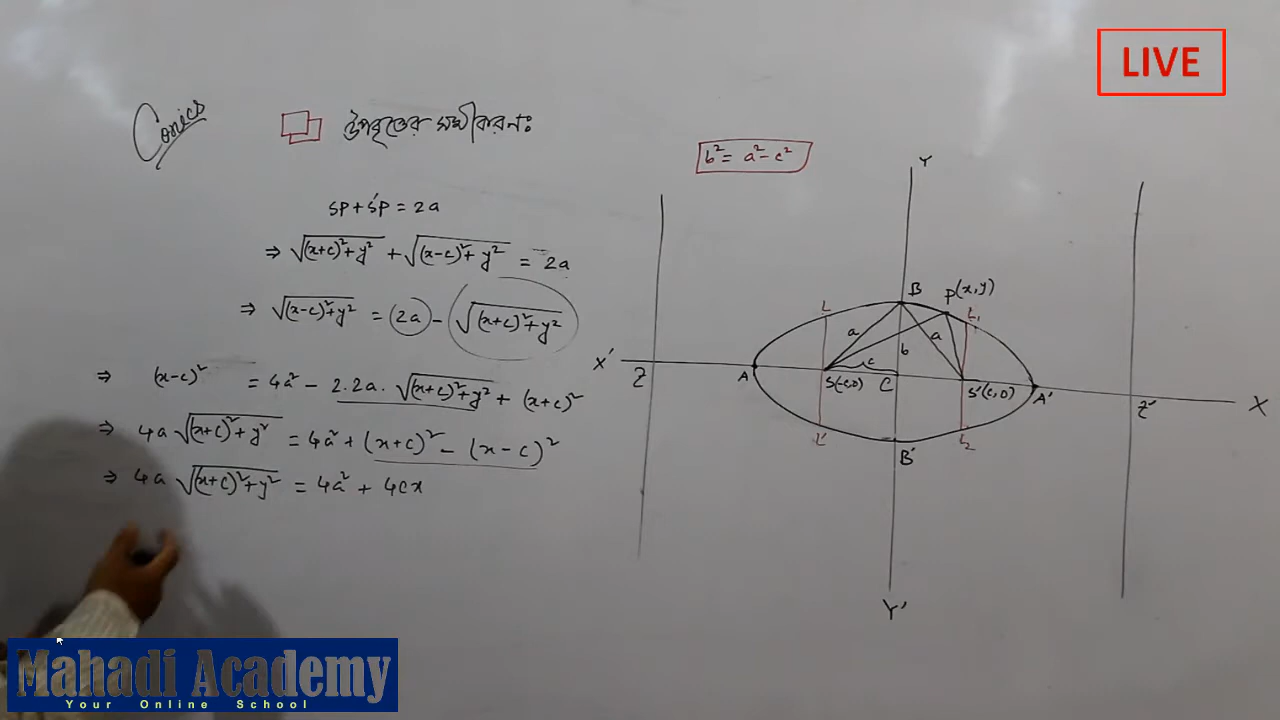 LIVE
Conics
উপবৃত্তের সমীকরণঃ
b² = a² - c²
SP + S'P = 2a
⇒ √(x+c)²+y² + √(x-c)²+y² = 2a
⇒ √(x-c)²+y² = (2a) - √(x+c)²+y²
⇒ (x-c)² = 4a² - 2.2a. √(x+c)²+y² + (x+c)²
⇒ 4a √(x+c)²+y² = 4a² + (x+c)² - (x-c)²
⇒ 4a √(x+c)²+y² = 4a² + 4cx
Y
B P(x,y)
L L₁
a a
b
X' c
Z A S(-c,0) C S'(c,0) A' Z' X
L' L₂
B'
Y'
Mahadi Academy
Your Online School